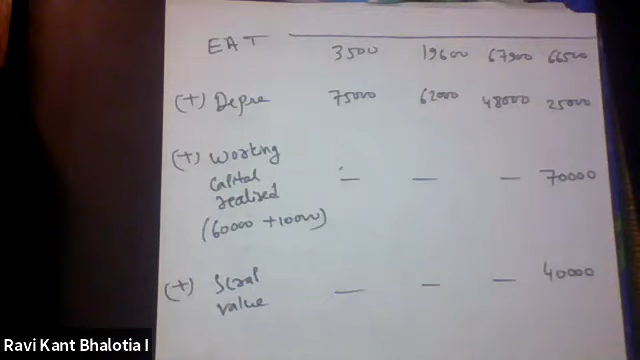 EAT 3500 19600 67900 66500
(+) Depre 75000 62000 48000 25000
(+) Working
capital
realised — — — 70000
(60000 + 10000)
(+) Scrap
value — — — 40000
Ravi Kant Bhalotia I